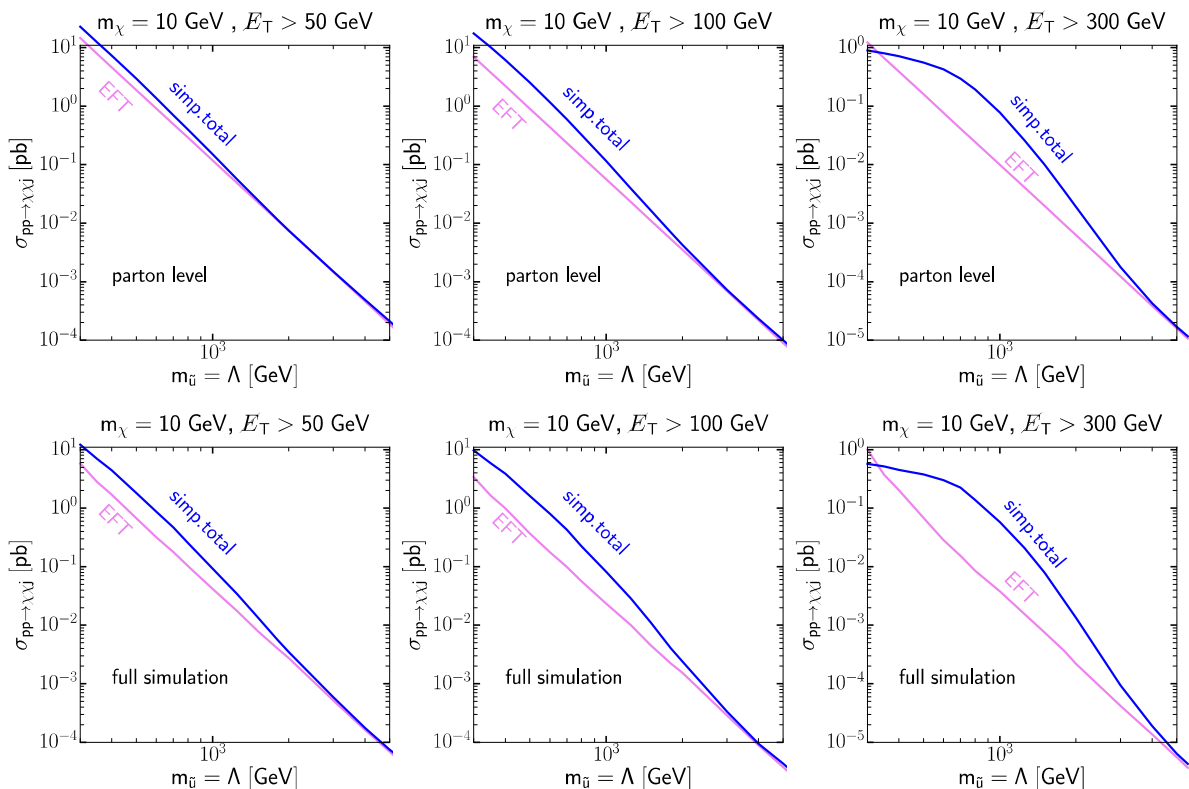 m_χ = 10 GeV , E_T > 50 GeV
σ_pp→χχj [pb]
10^1
10^0
10^-1
10^-2
10^-3
10^-4
EFT
simp.total
parton level
10^3
m_ũ = Λ [GeV]
m_χ = 10 GeV , E_T > 100 GeV
σ_pp→χχj [pb]
10^1
10^0
10^-1
10^-2
10^-3
10^-4
EFT
simp.total
parton level
10^3
m_ũ = Λ [GeV]
m_χ = 10 GeV , E_T > 300 GeV
σ_pp→χχj [pb]
10^0
10^-1
10^-2
10^-3
10^-4
10^-5
simp.total
EFT
parton level
10^3
m_ũ = Λ [GeV]
m_χ = 10 GeV, E_T > 50 GeV
σ_pp→χχj [pb]
10^1
10^0
10^-1
10^-2
10^-3
10^-4
simp.total
EFT
full simulation
10^3
m_ũ = Λ [GeV]
m_χ = 10 GeV, E_T > 100 GeV
σ_pp→χχj [pb]
10^1
10^0
10^-1
10^-2
10^-3
10^-4
simp.total
EFT
full simulation
10^3
m_ũ = Λ [GeV]
m_χ = 10 GeV, E_T > 300 GeV
σ_pp→χχj [pb]
10^0
10^-1
10^-2
10^-3
10^-4
10^-5
simp.total
EFT
full simulation
10^3
m_ũ = Λ [GeV]